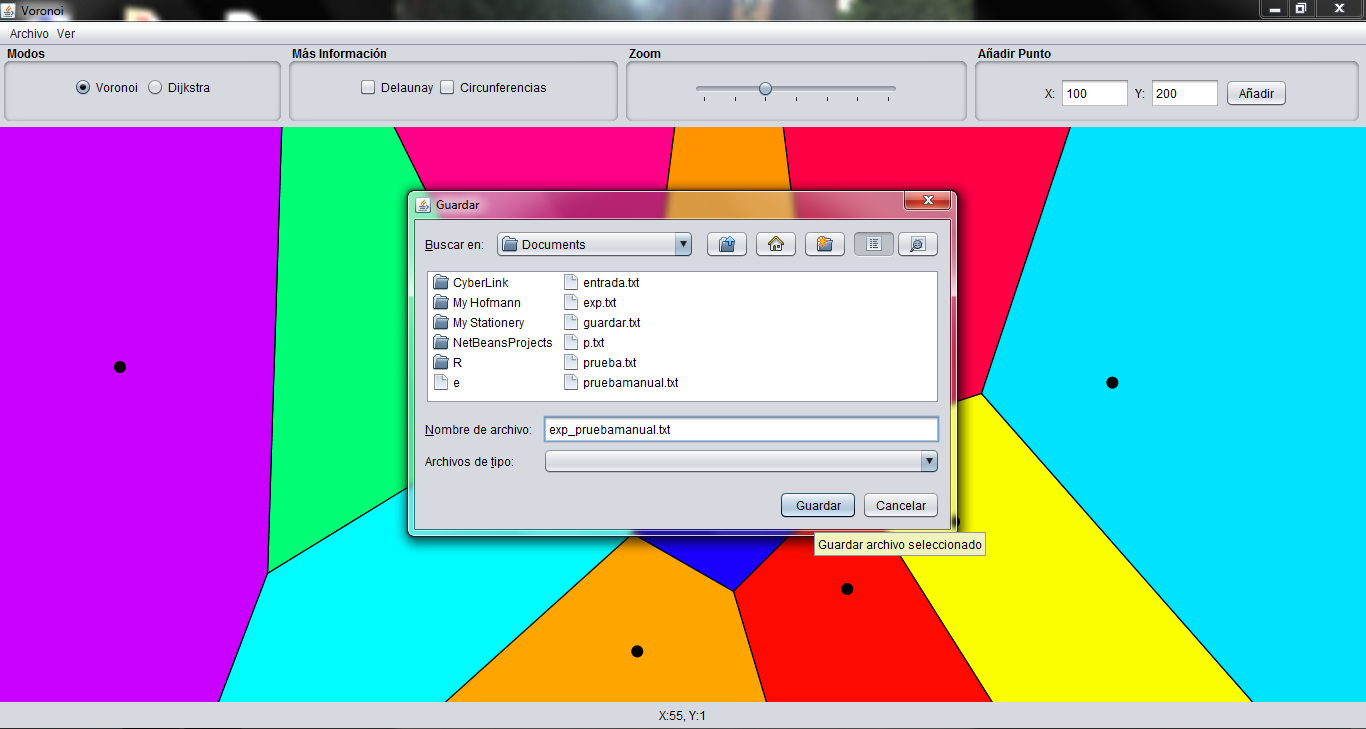 Voronoi
Archivo Ver
Modos
Más Información
Zoom
Añadir Punto
Voronoi Dijkstra
Delaunay Circunferencias
X: 100 Y: 200 Añadir
Guardar
Buscar en: Documents
CyberLink
My Hofmann
My Stationery
NetBeansProjects
R
e
entrada.txt
exp.txt
guardar.txt
p.txt
prueba.txt
pruebamanual.txt
Nombre de archivo: exp_pruebamanual.txt
Archivos de tipo:
Guardar Cancelar
Guardar archivo seleccionado
X:55, Y:1